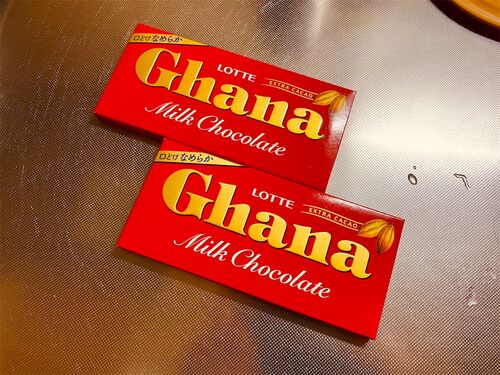 口どけ なめらか
LOTTE
EXTRA CACAO
Ghana
Milk Chocolate
口どけ なめらか
LOTTE
EXTRA CACAO
Ghana
Milk Chocolate